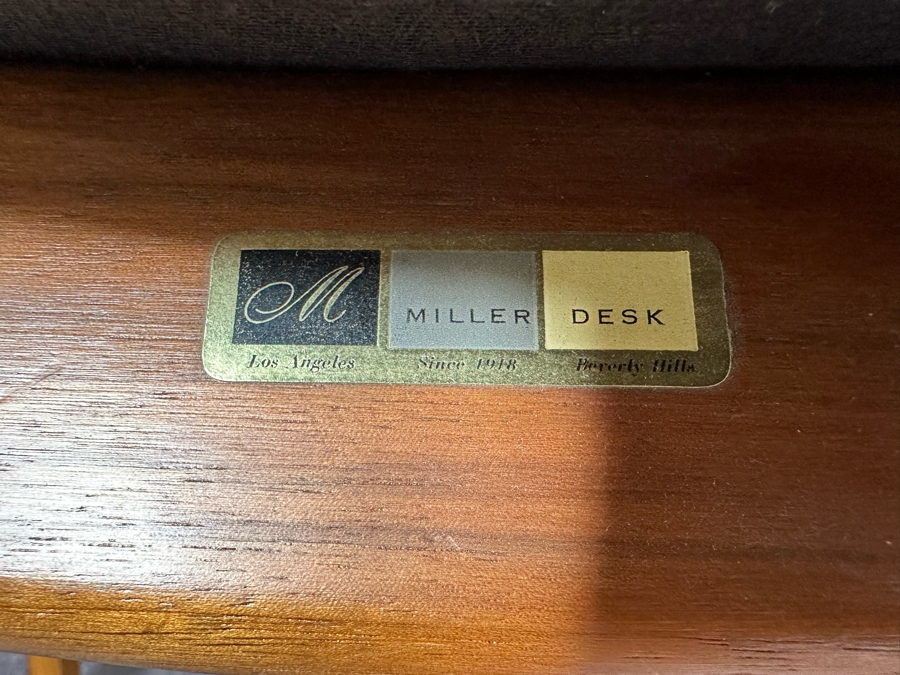 M MILLER DESK
Los Angeles Since 1918 Beverly Hills